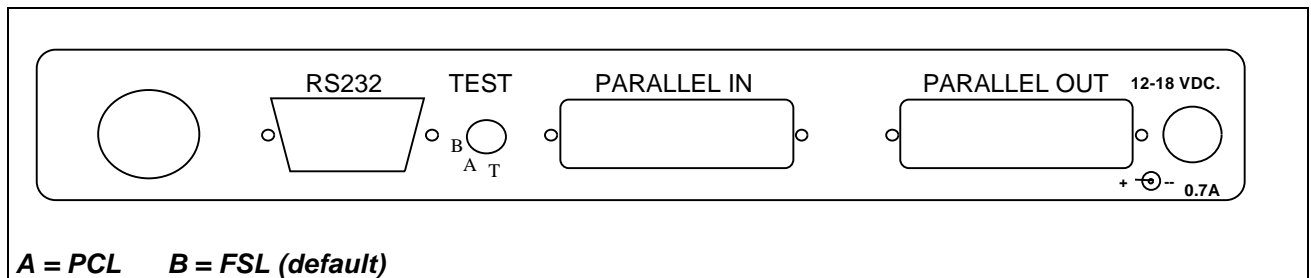 RS232 TEST PARALLEL IN PARALLEL OUT 12-18 VDC.
B
A T
+ -- 0.7A
A = PCL B = FSL (default)